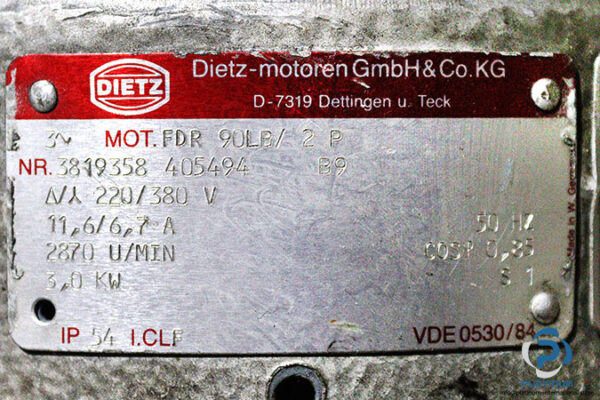 DIETZ
Dietz-motoren GmbH & Co. KG
D-7319 Dettingen u. Teck
3~ MOT. FDR 90LB/ 2 P
NR. 3819358 405494 B9
Δ/⅄ 220/380 V
11,6/6,7 A 50 HZ
2870 U/MIN COSφ 0,85
3,0 KW S 1
IP 54 I.CL F VDE 0530/84
Made in W. Germany